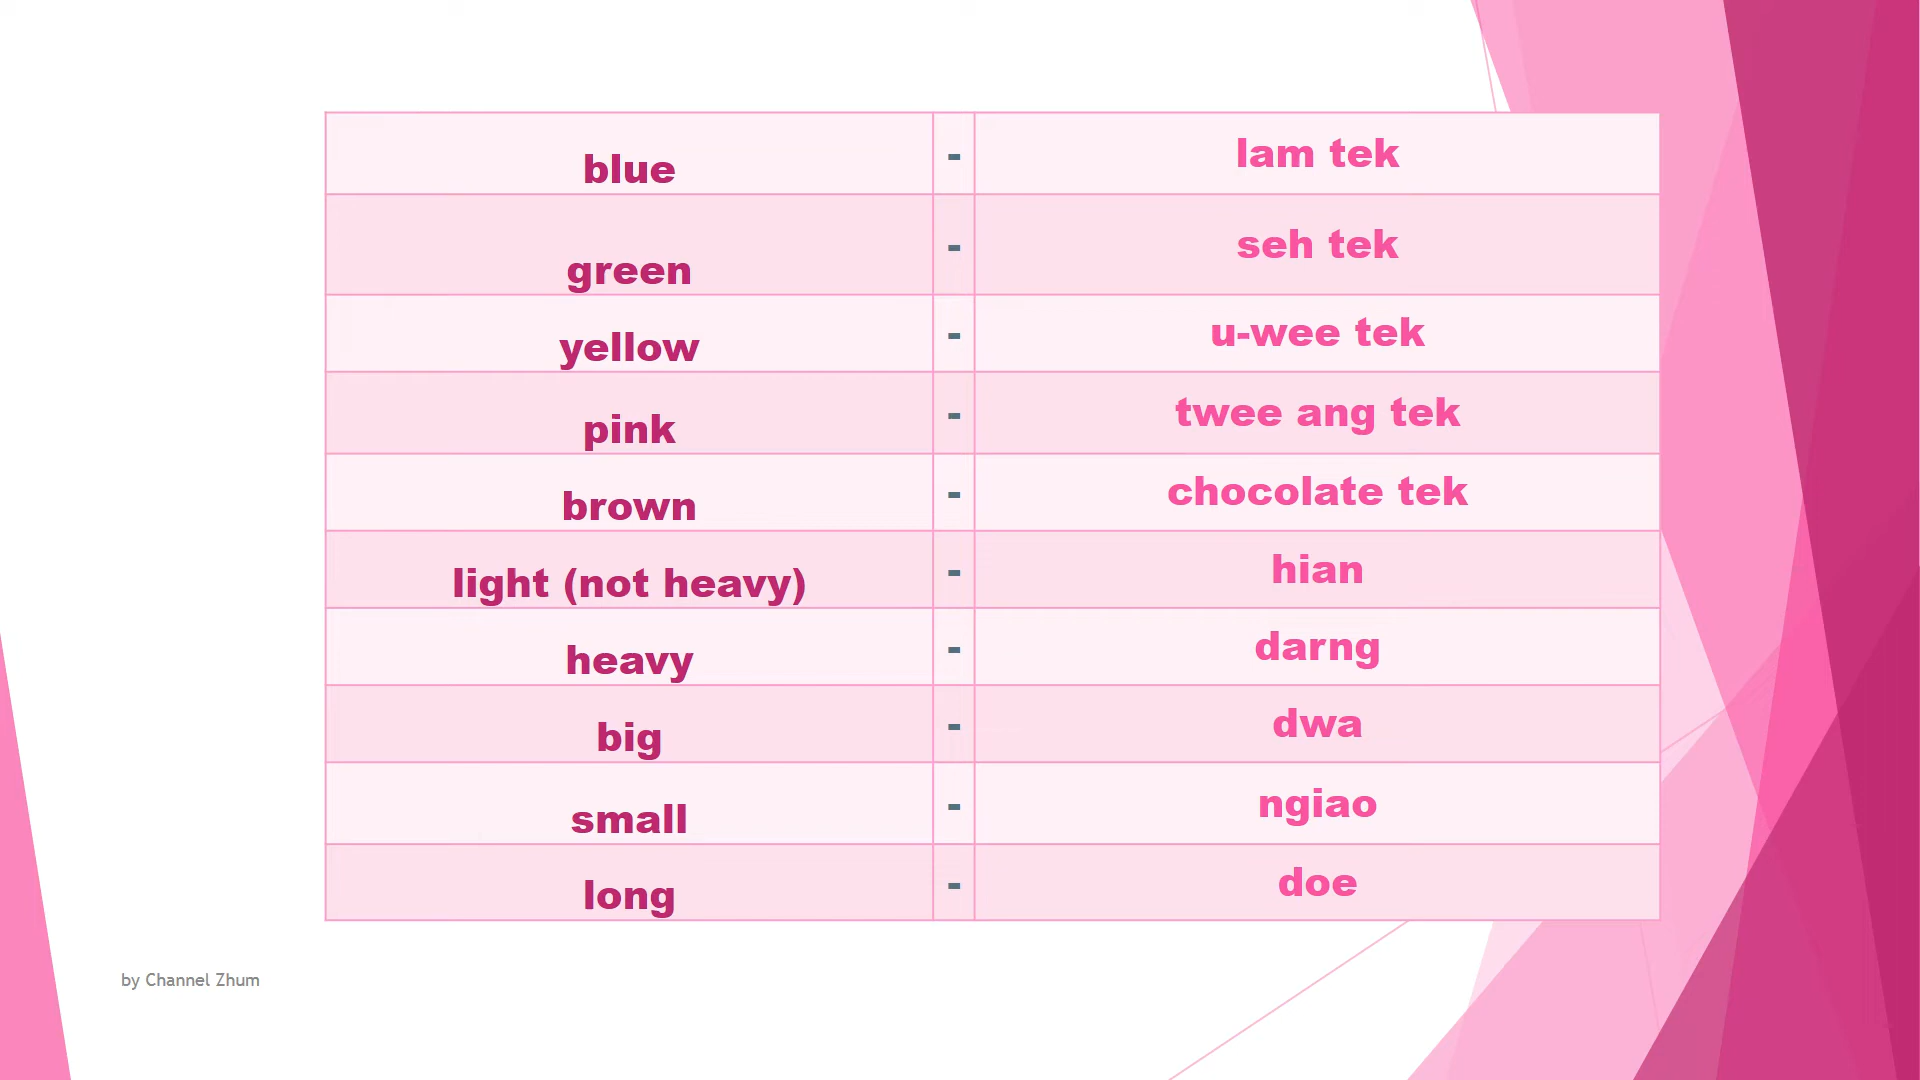 blue - lam tek
green - seh tek
yellow - u-wee tek
pink - twee ang tek
brown - chocolate tek
light (not heavy) - hian
heavy - darng
big - dwa
small - ngiao
long - doe
by Channel Zhum